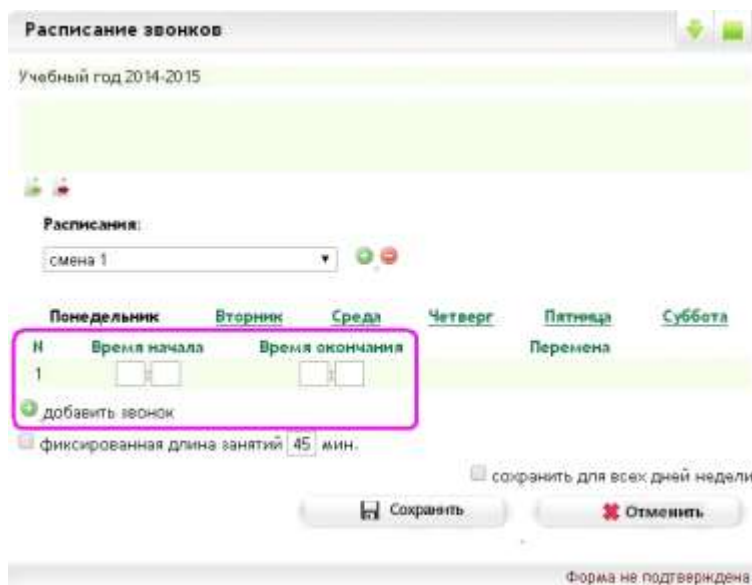 Расписание звонков
Учебный год 2014-2015
Расписания:
смена 1
Понедельник Вторник Среда Четверг Пятница Суббота
N Время начала Время окончания Перемена
1 : :
добавить звонок
фиксированная длина занятий 45 мин.
сохранить для всех дней недели
Сохранить Отменить
Форма не подтверждена